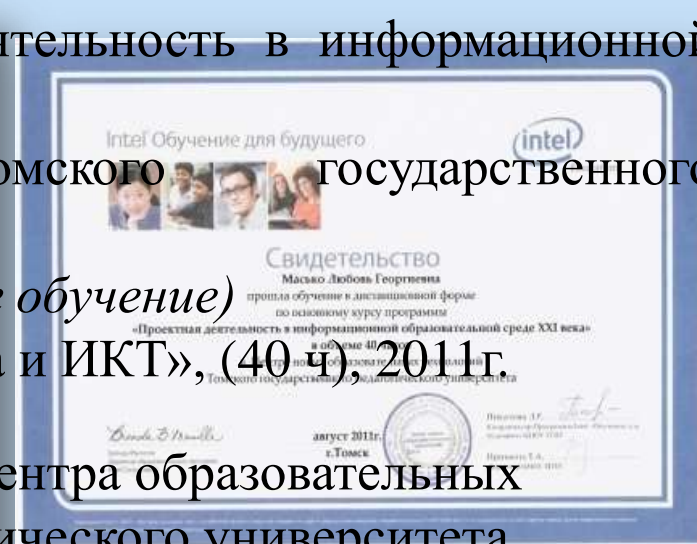 ятельность в информационной
Intel Обучение для будущего
intel
омского государственного
Свидетельство
Масько Любовь Георгиевна
обучение)
прошла обучение в дистанционной форме
по основному курсу программы
«Проектная деятельность в информационной образовательной среде XXI века»
в объеме 40
и ИКТ», (40 ч), 2011г.
Томского государственного педагогического университета
август 2011г.
г.Томск
ентра образовательных
ического университета